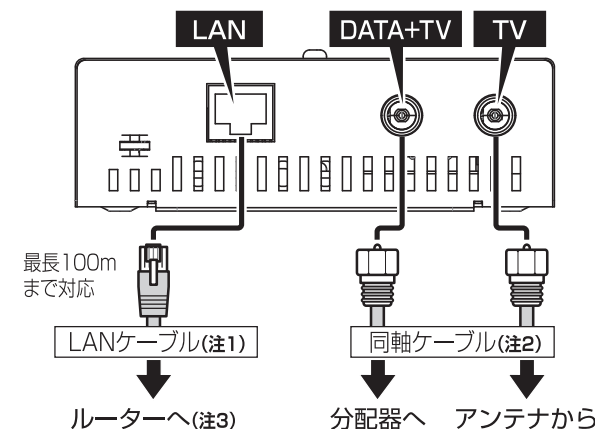 LAN
DATA+TV
TV
最長100m
まで対応
LANケーブル(注1)
同軸ケーブル(注2)
ルーターへ(注3)
分配器へ
アンテナから